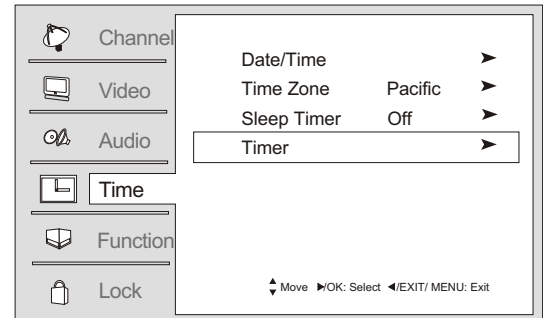 Channel
Video
Audio
Time
Function
Lock
Date/Time
Time Zone Pacific
Sleep Timer Off
Timer
Move /OK: Select /EXIT/ MENU: Exit